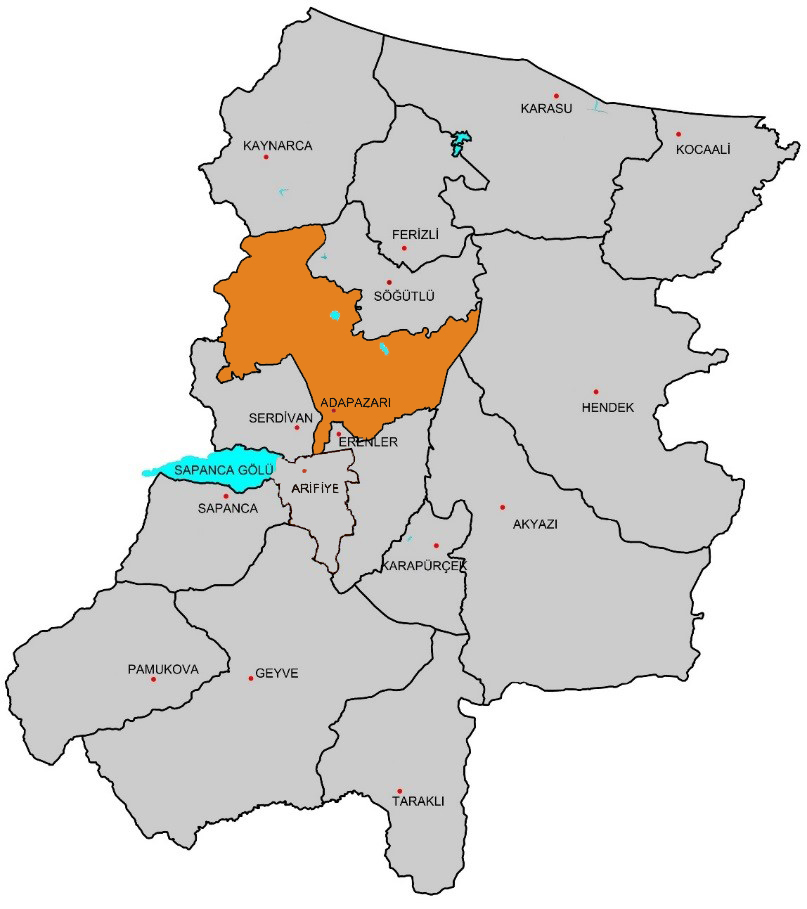 KARASU
KAYNARCA
KOCAALİ
FERİZLİ
SÖĞÜTLÜ
ADAPAZARI
HENDEK
SERDİVAN
ERENLER
SAPANCA GÖLÜ
ARİFİYE
SAPANCA
AKYAZI
KARAPÜRÇEK
PAMUKOVA
GEYVE
TARAKLI